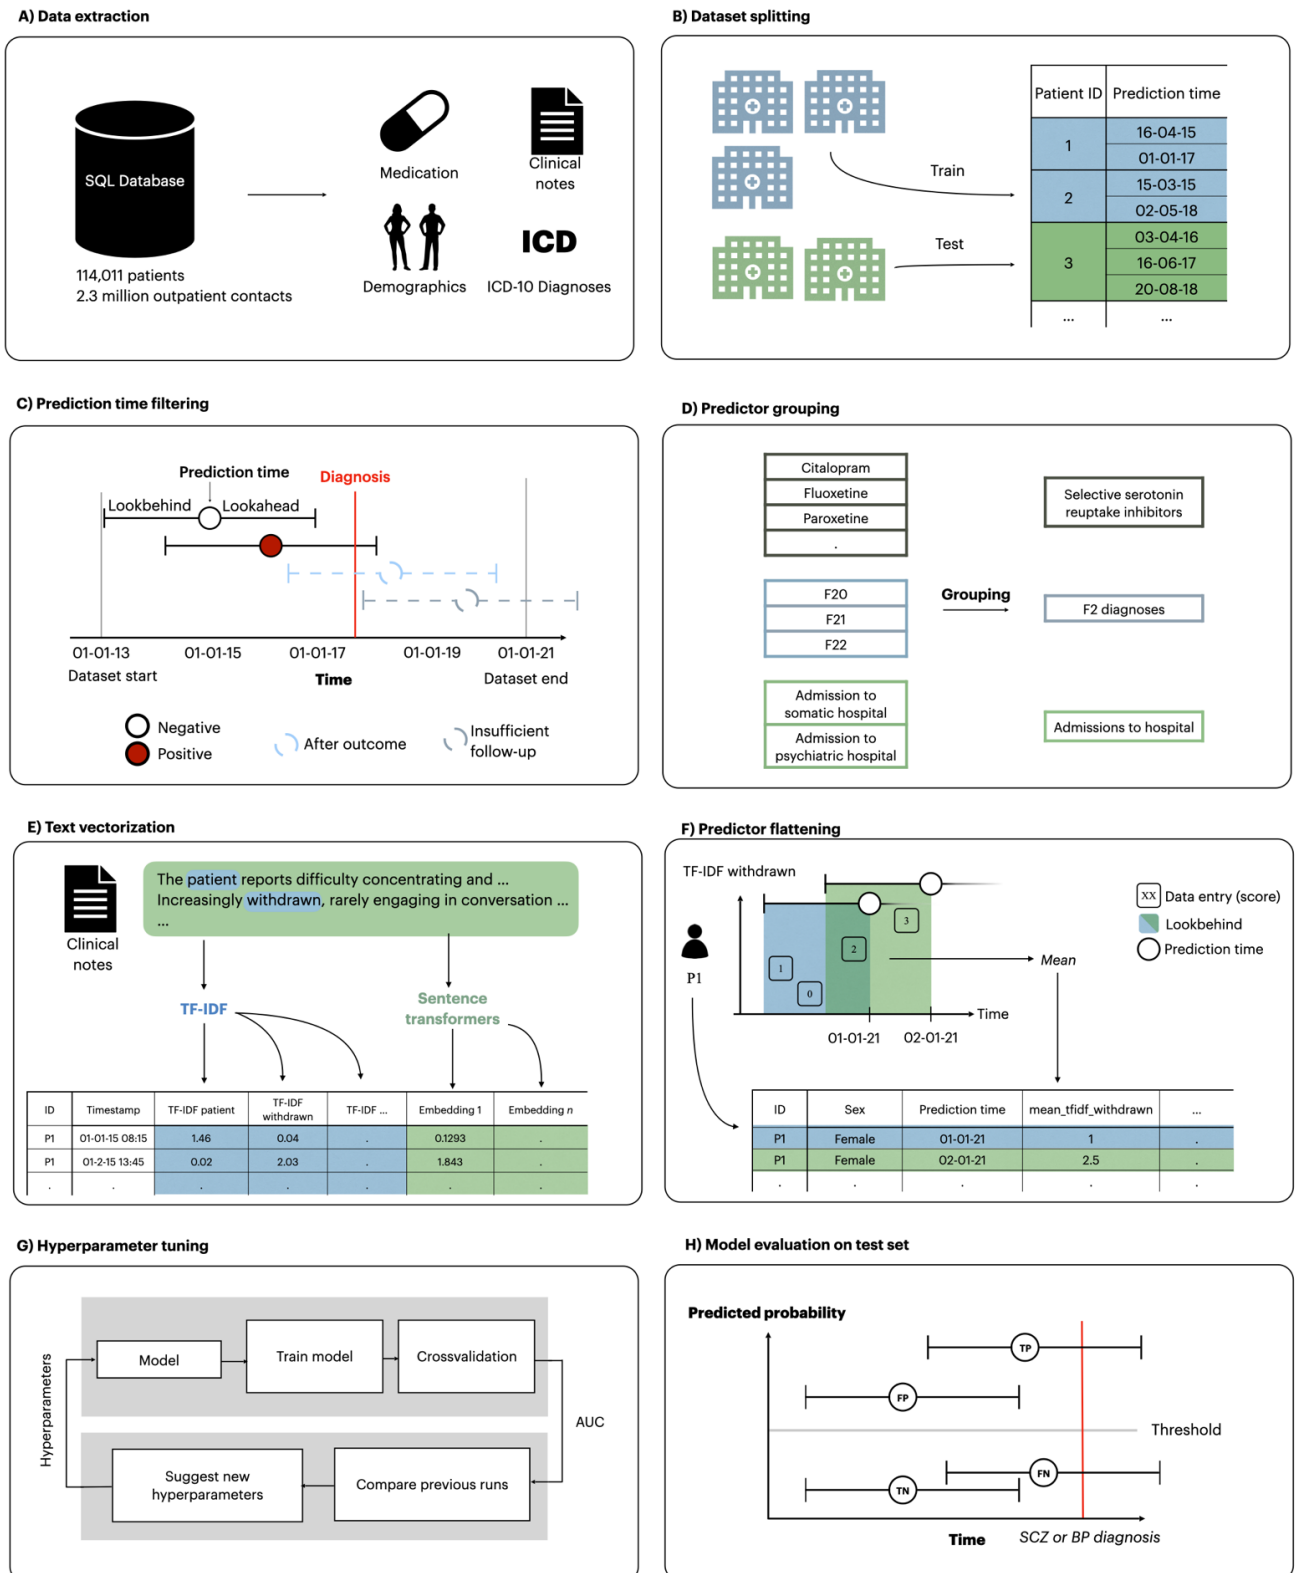 A) Data extraction
SQL Database
114,011 patients
2.3 million outpatient contacts
Medication
Clinical
notes
Demographics
ICD
ICD-10 Diagnoses
B) Dataset splitting
Train
Test
Patient ID Prediction time
1
16-04-15
01-01-17
2
15-03-15
02-05-18
3
03-04-16
16-06-17
20-08-18
... ...
C) Prediction time filtering
Prediction time
Diagnosis
Lookbehind Lookahead
01-01-13 01-01-15 01-01-17 01-01-19 01-01-21
Dataset start Time Dataset end
Negative
Positive
After outcome
Insufficient
follow-up
D) Predictor grouping
Citalopram
Fluoxetine
Paroxetine
.
Selective serotonin
reuptake inhibitors
F20
F21
F22
Grouping
F2 diagnoses
Admission to
somatic hospital
Admission to
psychiatric hospital
Admissions to hospital
E) Text vectorization
Clinical
notes
The patient reports difficulty concentrating and ...
Increasingly withdrawn, rarely engaging in conversation ...
...
TF-IDF
Sentence
transformers
ID Timestamp TF-IDF patient TF-IDF withdrawn TF-IDF ... Embedding 1 Embedding n
P1 01-01-15 08:15 1.46 0.04 . 0.1293 .
P1 01-2-15 13:45 0.02 2.03 . 1.843 .
. . . . . . .
F) Predictor flattening
TF-IDF withdrawn
P1
1
0
2
3
XX Data entry (score)
Lookbehind
Prediction time
Mean
Time
01-01-21 02-01-21
ID Sex Prediction time mean_tfidf_withdrawn ...
P1 Female 01-01-21 1 .
P1 Female 02-01-21 2.5 .
. . . . .
G) Hyperparameter tuning
Hyperparameters
Model
Train model
Crossvalidation
AUC
Suggest new
hyperparameters
Compare previous runs
H) Model evaluation on test set
Predicted probability
TP
FP
Threshold
FN
TN
Time
SCZ or BP diagnosis